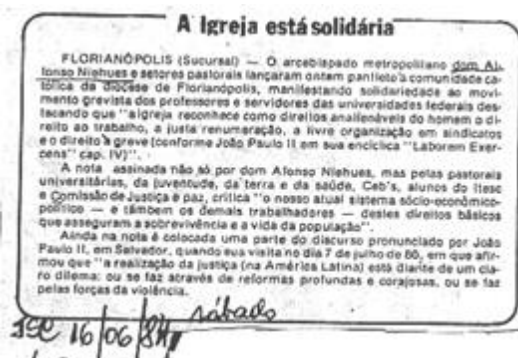 A Igreja está solidária
FLORIANÓPOLIS (Sucursal) — O arcebispado metropolitano dom Al-
fonso Niehues e setores pastorais lançaram ontem panfleto à comunidade ca-
tólica da diocese de Florianópolis, manifestando solidariedade ao movi-
mento grevista dos professores e servidores das universidades federais des-
tacando que "a igreja reconhece como direitos analienáveis do homem o di-
reito ao trabalho, a justa renumeração, a livre organização em sindicatos
e o direito à greve (conforme João Paulo II em sua encíclica "Laborem Exer-
cens" cap. IV)".
A nota assinada não só por dom Afonso Niehues, mas pelas pastorais
universitárias, da juventude, da terra e da saúde, Ceb's, alunos do Itesc
e Comissão de Justiça e paz, critica "o nosso atual sistema sócio-econômico-
político — e também os demais trabalhadores — destes direitos básicos
que asseguram a sobrevivência e a vida da população".
Ainda na nota é colocada uma parte do discurso pronunciado por João
Paulo II, em Salvador, quando sua visita no dia 7 de julho de 80, em que afir-
mou que "a realização da justiça (na América Latina) está diante de um cla-
ro dilema: ou se faz através de reformas profundas e corajosas, ou se faz
pelas forças da violência.
sábado
16/06/84